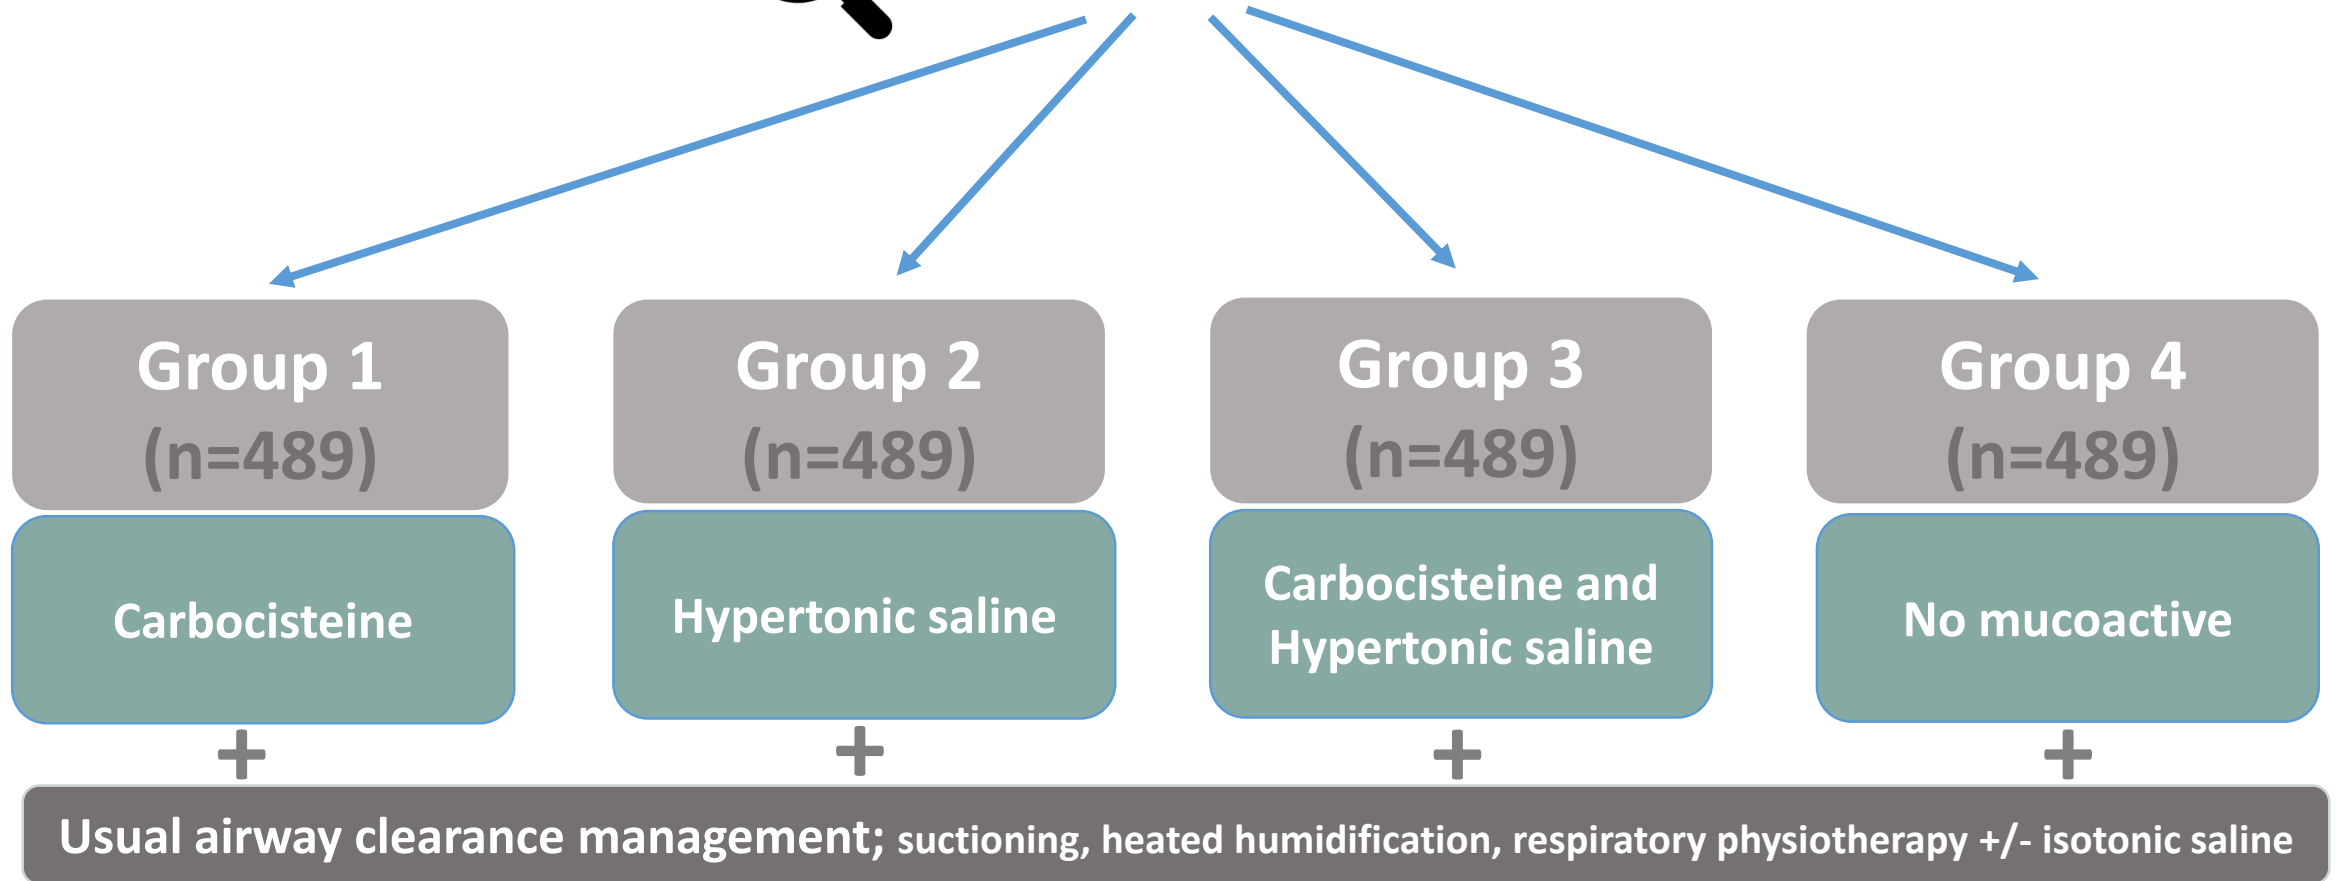 Group 1
(n=489)
Carbocisteine
+
Group 2
(n=489)
Hypertonic saline
+
Group 3
(n=489)
Carbocisteine and
Hypertonic saline
+
Group 4
(n=489)
No mucoactive
+
Usual airway clearance management; suctioning, heated humidification, respiratory physiotherapy +/- isotonic saline